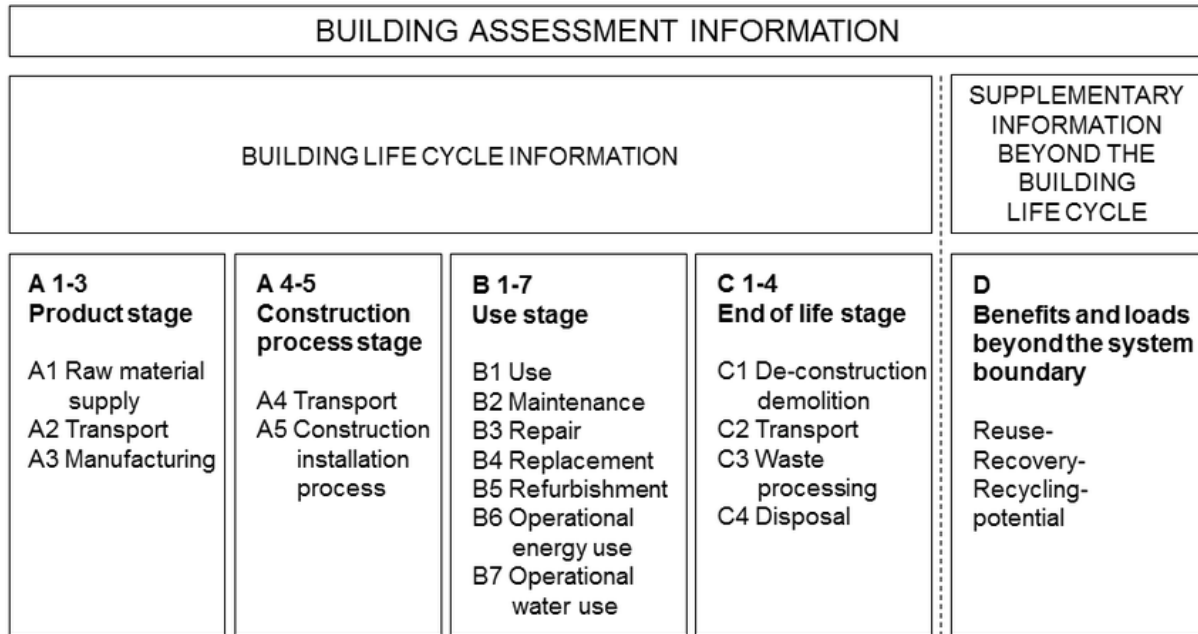 BUILDING ASSESSMENT INFORMATION
BUILDING LIFE CYCLE INFORMATION
SUPPLEMENTARY
INFORMATION
BEYOND THE
BUILDING
LIFE CYCLE
A 1-3
Product stage
A1 Raw material
supply
A2 Transport
A3 Manufacturing
A 4-5
Construction
process stage
A4 Transport
A5 Construction
installation
process
B 1-7
Use stage
B1 Use
B2 Maintenance
B3 Repair
B4 Replacement
B5 Refurbishment
B6 Operational
energy use
B7 Operational
water use
C 1-4
End of life stage
C1 De-construction
demolition
C2 Transport
C3 Waste
processing
C4 Disposal
D
Benefits and loads
beyond the system
boundary
Reuse-
Recovery-
Recycling-
potential